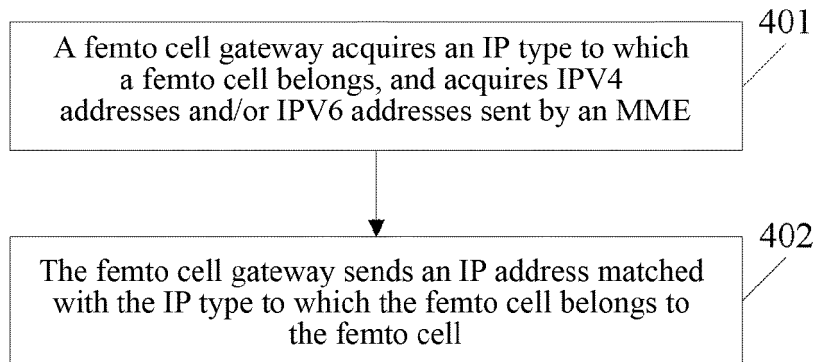 401
A femto cell gateway acquires an IP type to which
a femto cell belongs, and acquires IPV4
addresses and/or IPV6 addresses sent by an MME
402
The femto cell gateway sends an IP address matched
with the IP type to which the femto cell belongs to
the femto cell